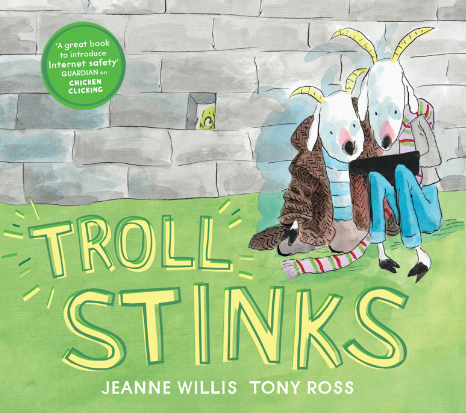 'A great book
to introduce
Internet safety'
GUARDIAN on
CHICKEN
CLICKING
TROLL
STINKS
JEANNE WILLIS TONY ROSS